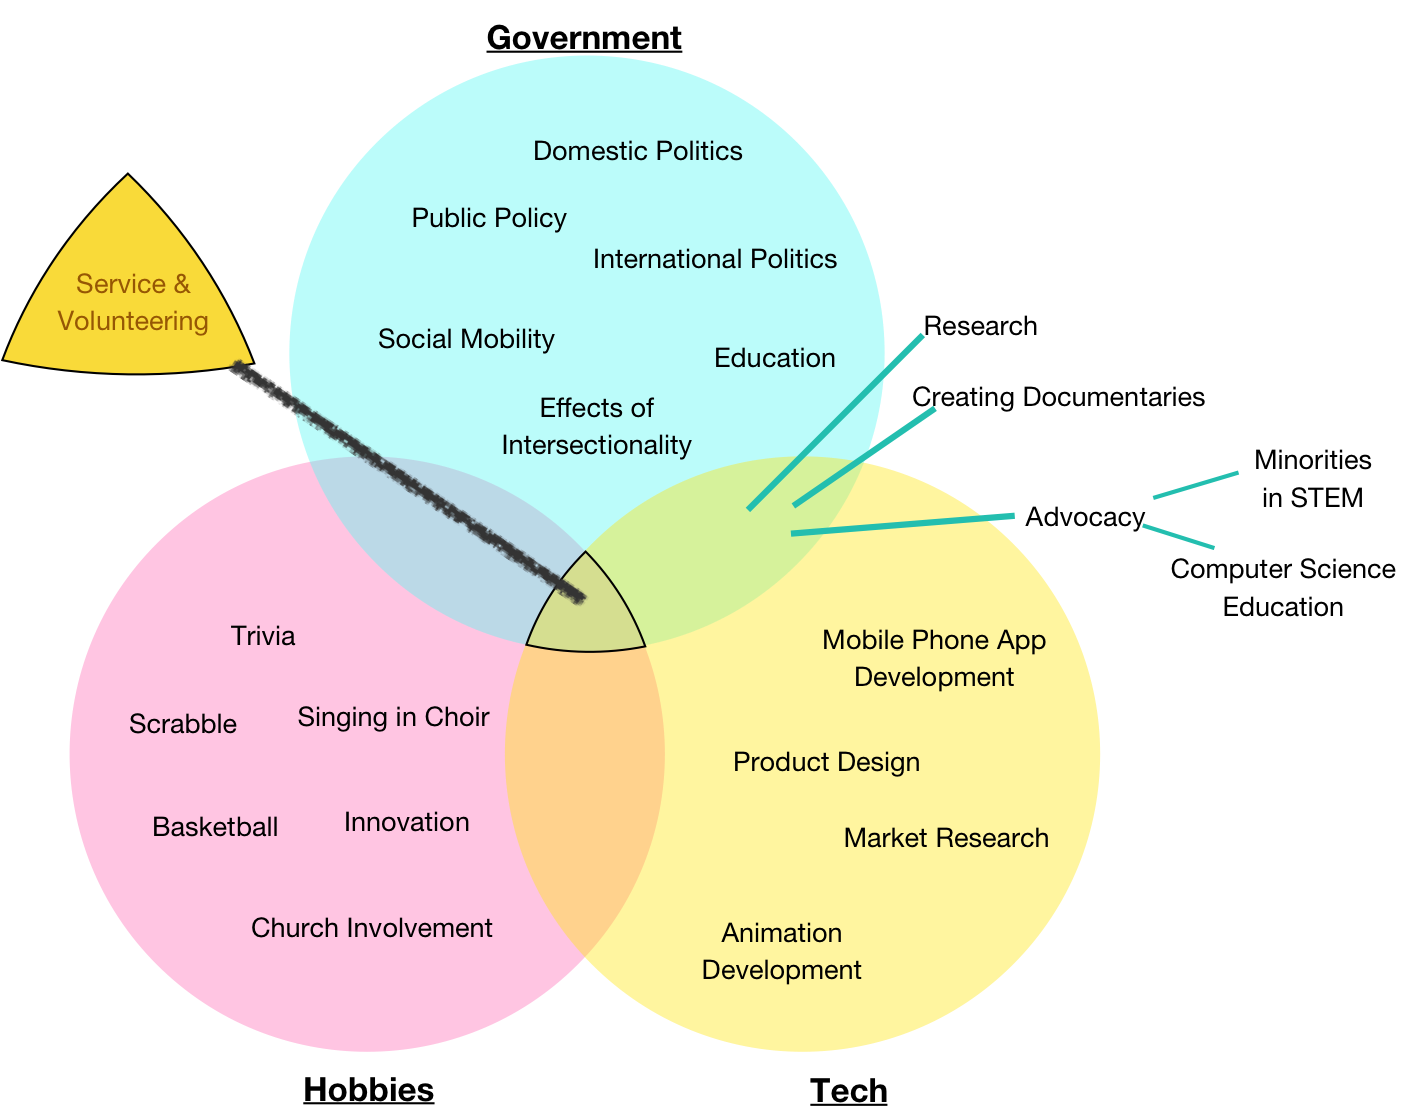 Government
Domestic Politics
Public Policy
International Politics
Social Mobility
Education
Effects of
Intersectionality
Service &
Volunteering
Research
Creating Documentaries
Advocacy
Minorities
in STEM
Computer Science
Education
Trivia
Scrabble
Singing in Choir
Basketball
Innovation
Church Involvement
Mobile Phone App
Development
Product Design
Market Research
Animation
Development
Hobbies
Tech